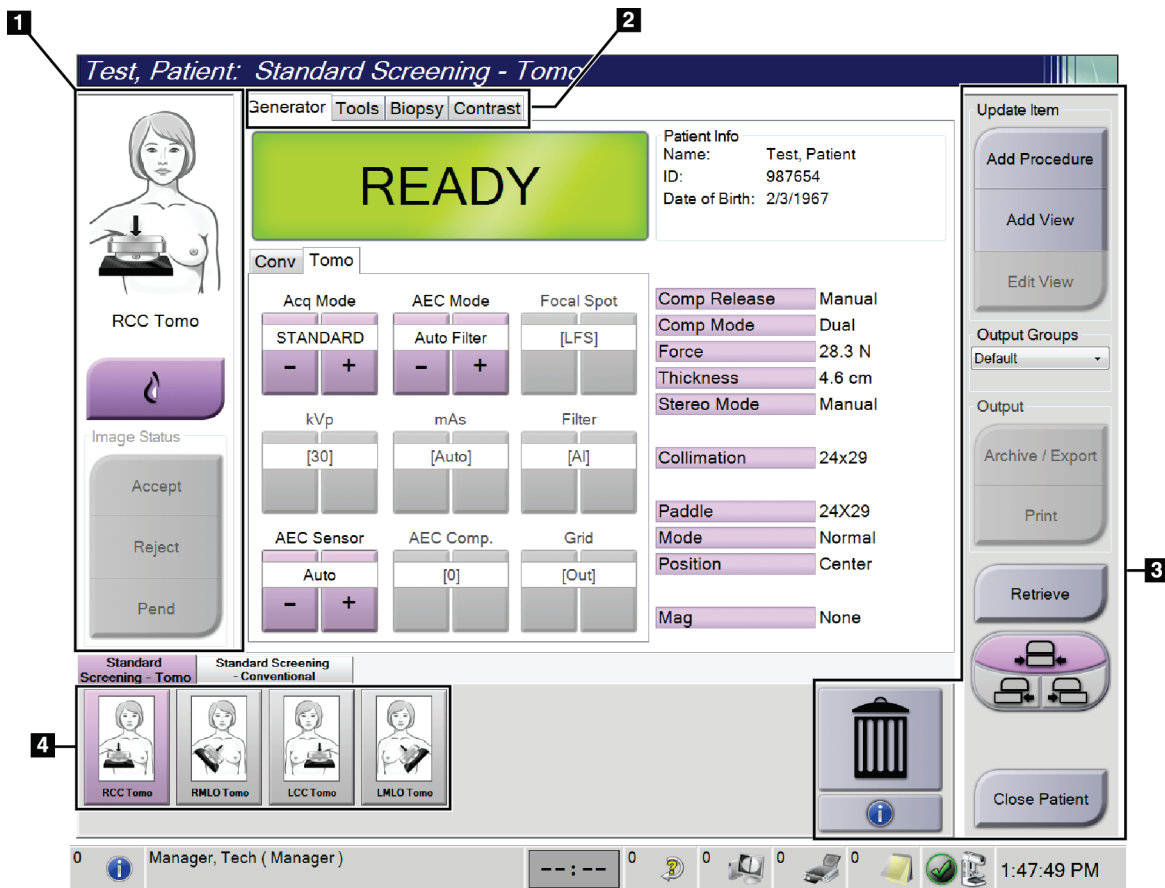 1
2
Test, Patient: Standard Screening - Tomo
Generator Tools Biopsy Contrast
READY
Patient Info
Name: Test, Patient
ID: 987654
Date of Birth: 2/3/1967
RCC Tomo
Image Status
Accept
Reject
Pend
Conv Tomo
Acq Mode AEC Mode Focal Spot
STANDARD Auto Filter [LFS]
- + - +
kVp mAs Filter
[30] [Auto] [Al]
AEC Sensor AEC Comp. Grid
Auto [0] [Out]
- +
Comp Release Manual
Comp Mode Dual
Force 28.3 N
Thickness 4.6 cm
Stereo Mode Manual
Collimation 24x29
Paddle 24X29
Mode Normal
Position Center
Mag None
Update Item
Add Procedure
Add View
Edit View
Output Groups
Default
Output
Archive / Export
Print
3
Retrieve
Close Patient
Standard
Screening - Tomo
Standard Screening
- Conventional
4
RCC Tomo RMLO Tomo LCC Tomo LMLO Tomo
i
0 i Manager, Tech ( Manager ) --:-- 0 ? 0 0 0 1:47:49 PM